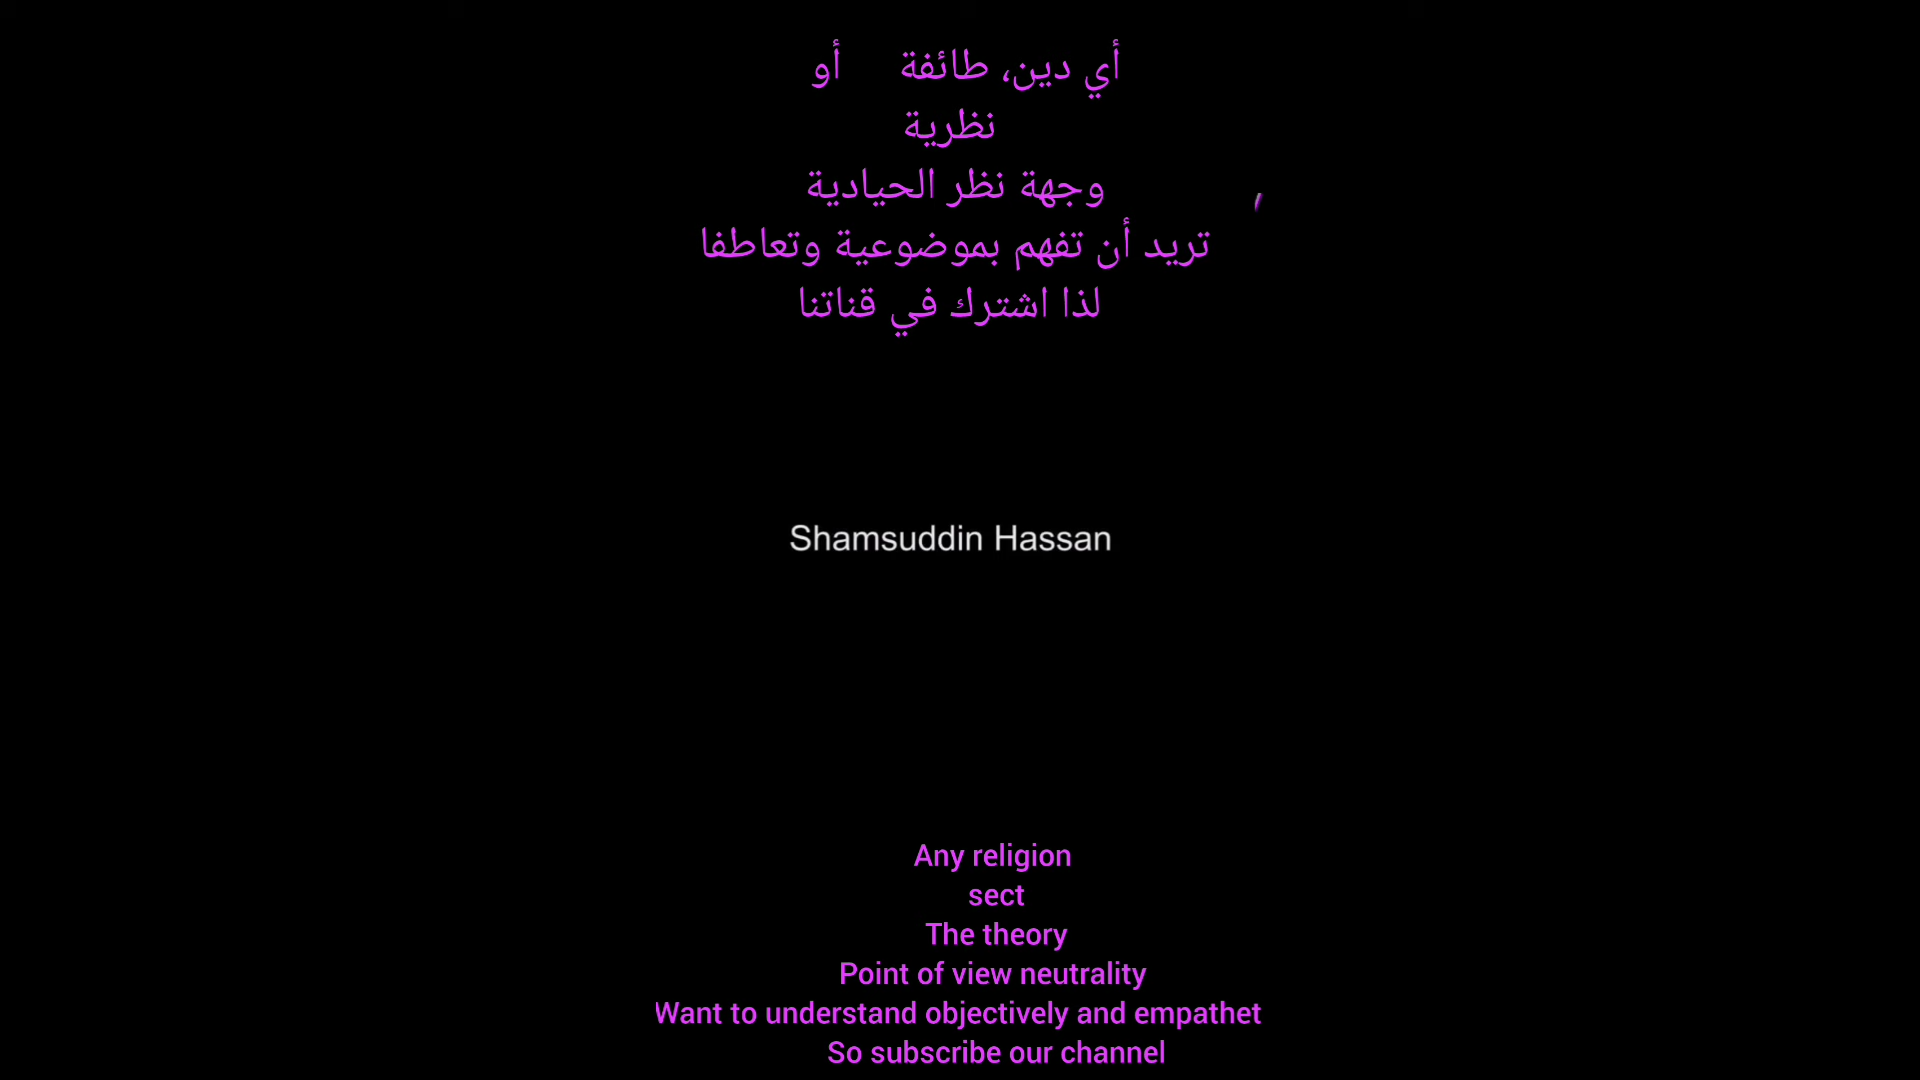 أي دين، طائفة أو
نظرية
وجهة نظر الحيادية
تريد أن تفهم بموضوعية وتعاطفا
لذا اشترك في قناتنا
Shamsuddin Hassan
Any religion
sect
The theory
Point of view neutrality
Want to understand objectively and empathet
So subscribe our channel